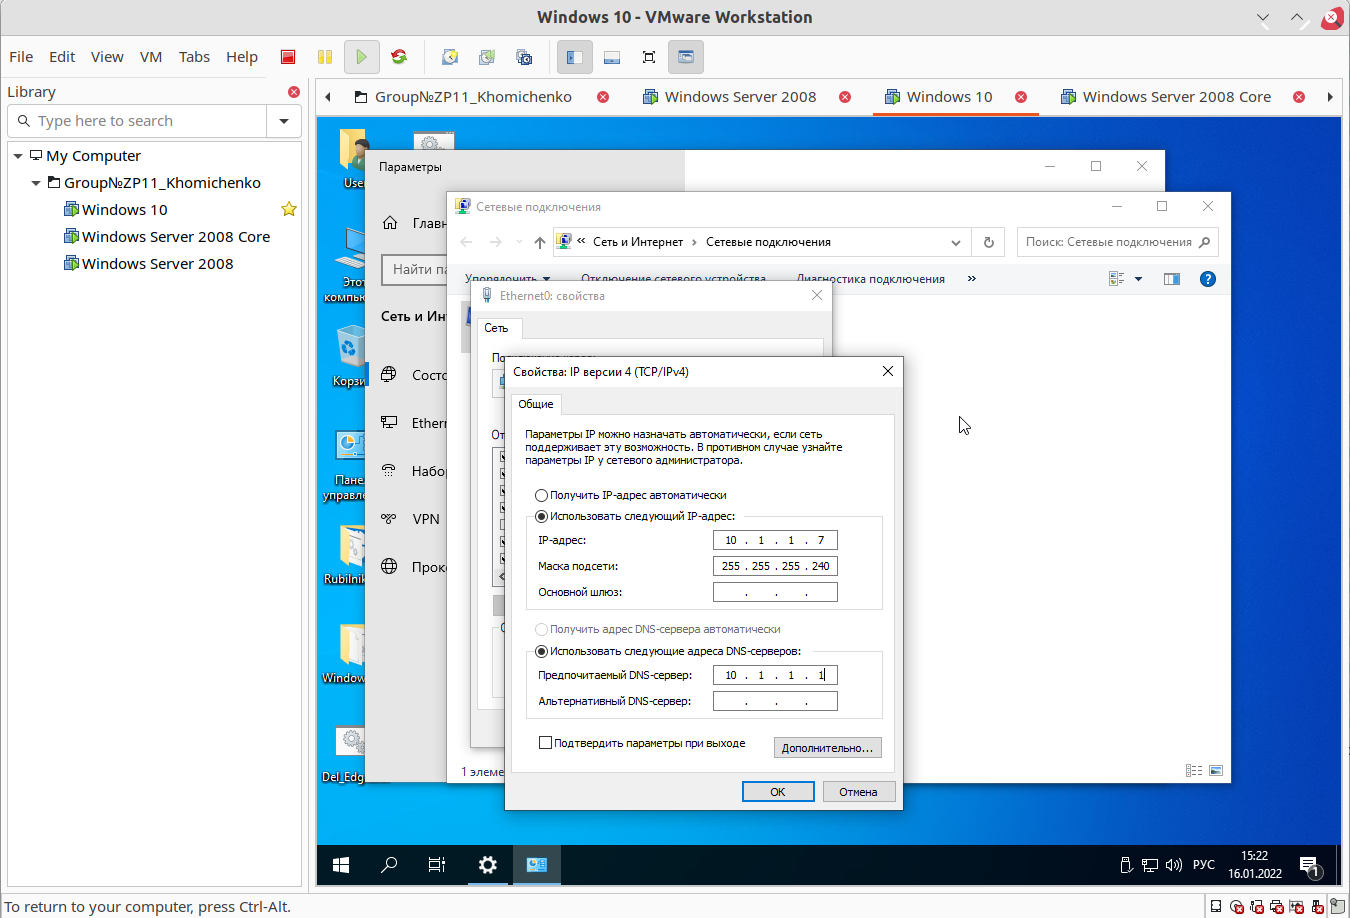 Windows 10 - VMware Workstation
File Edit View VM Tabs Help
Library
Type here to search
My Computer
Group№ZP11_Khomichenko
Windows 10
Windows Server 2008 Core
Windows Server 2008
Group№ZP11_Khomichenko
Windows Server 2008
Windows 10
Windows Server 2008 Core
User
Этот
компью
Корзи
Пане
управле
Rubilnik
Window
Del_Edg
Параметры
Главн
Найти па
Сеть и Ин
Состо
Ethern
Набо
VPN
Прокс
Сетевые подключения
« Сеть и Интернет › Сетевые подключения
Поиск: Сетевые подключения
Упорядочить Отключение сетевого устройства Диагностика подключения »
1 элеме
Ethernet0: свойства
Сеть
Подключение через:
От
Свойства: IP версии 4 (TCP/IPv4)
Общие
Параметры IP можно назначать автоматически, если сеть
поддерживает эту возможность. В противном случае узнайте
параметры IP у сетевого администратора.
Получить IP-адрес автоматически
Использовать следующий IP-адрес:
IP-адрес: 10 . 1 . 1 . 7
Маска подсети: 255 . 255 . 255 . 240
Основной шлюз: . . .
Получить адрес DNS-сервера автоматически
Использовать следующие адреса DNS-серверов:
Предпочитаемый DNS-сервер: 10 . 1 . 1 . 1
Альтернативный DNS-сервер: . . .
Подтвердить параметры при выходе
Дополнительно...
ОК
Отмена
РУС
15:22
16.01.2022
1
To return to your computer, press Ctrl-Alt.